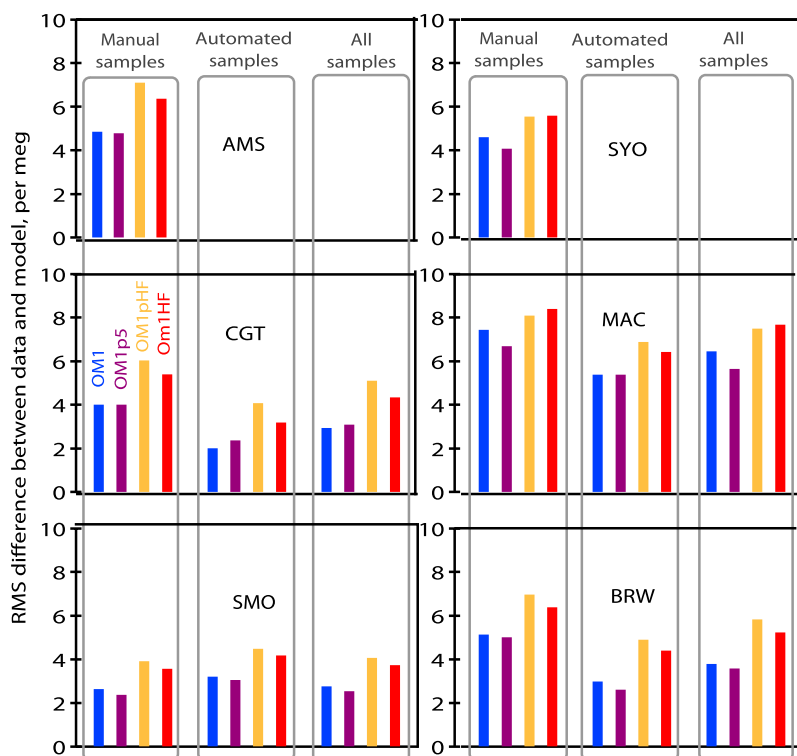 RMS difference between data and model, per meg
10
8
6
4
2
0
Manual
samples
Automated
samples
All
samples
AMS
10
8
6
4
2
0
Manual
samples
Automated
samples
All
samples
SYO
10
8
6
4
2
0
OM1
OM1p5
OM1pHF
Om1HF
CGT
10
8
6
4
2
0
MAC
10
8
6
4
2
0
SMO
10
8
6
4
2
0
BRW